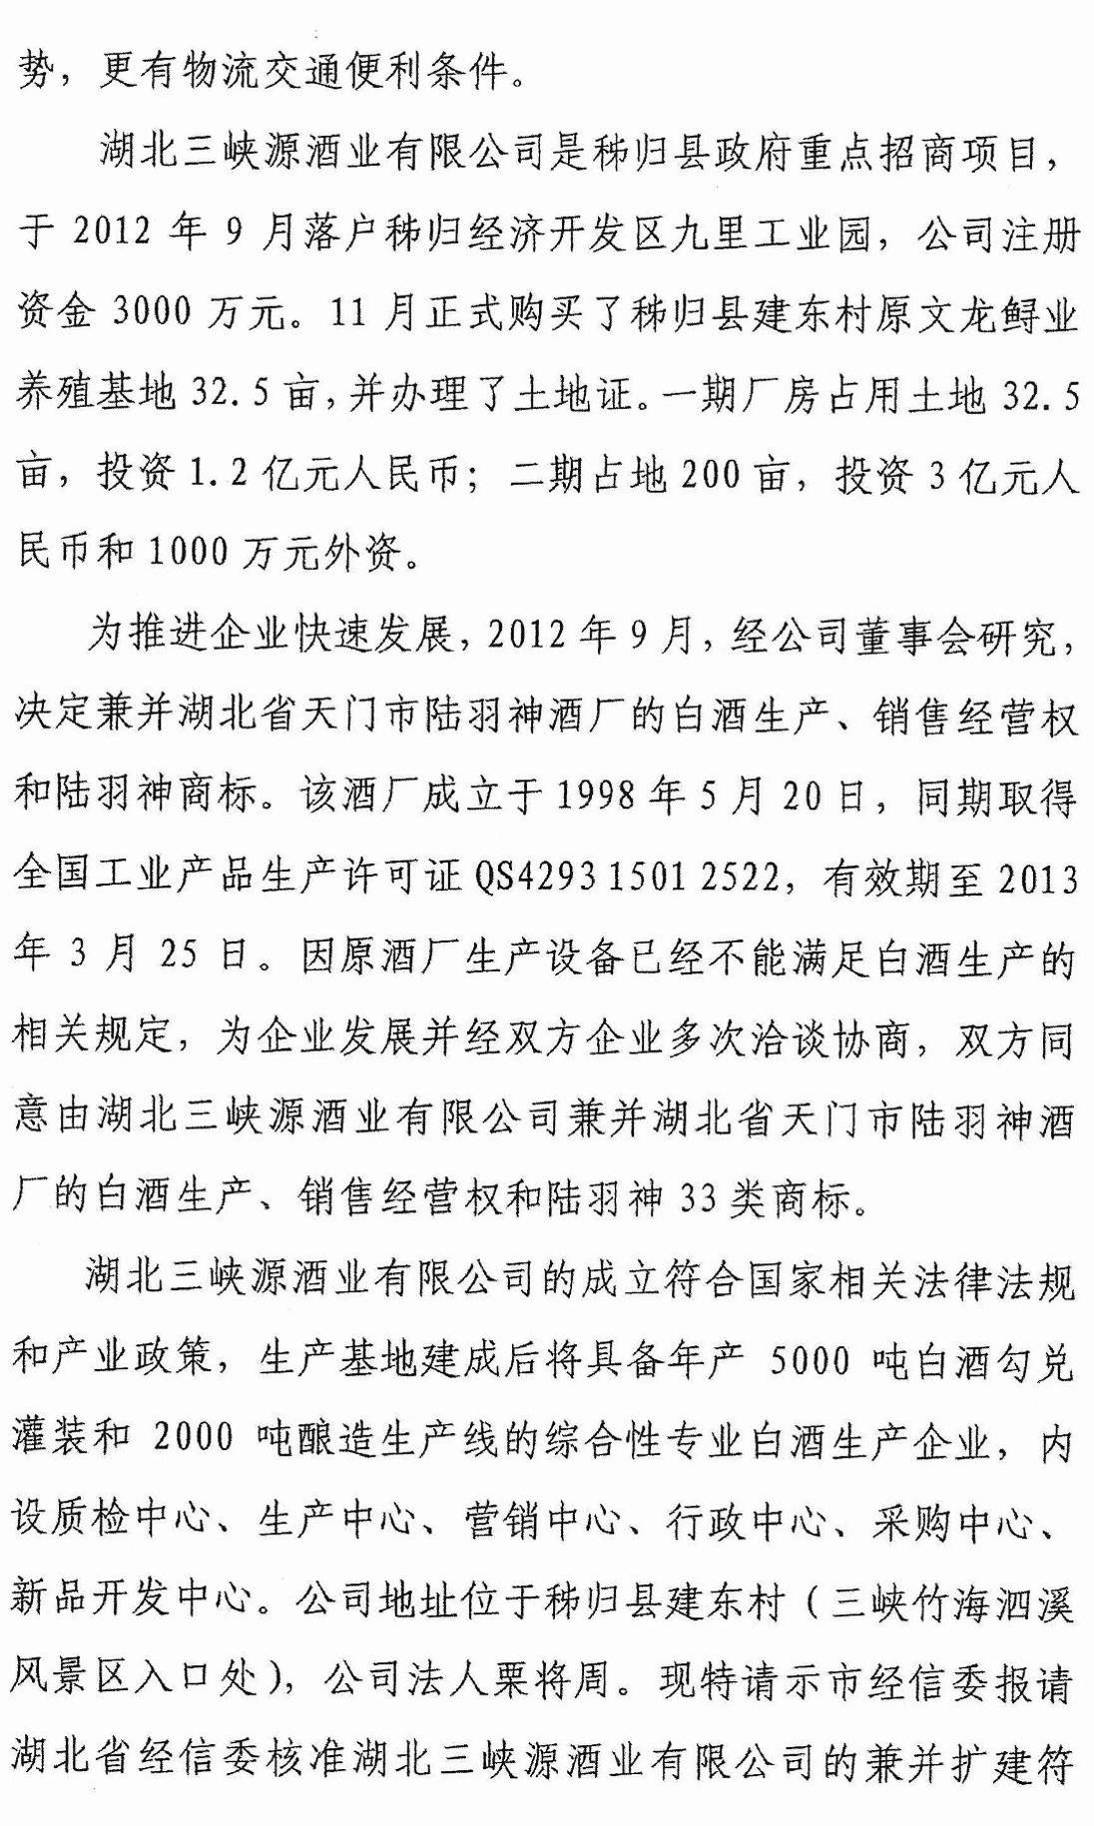 势，更有物流交通便利条件。
湖北三峡源酒业有限公司是秭归县政府重点招商项目，
于 2012 年 9 月落户秭归经济开发区九里工业园，公司注册
资金 3000 万元。11 月正式购买了秭归县建东村原文龙鲟业
养殖基地 32.5 亩，并办理了土地证。一期厂房占用土地 32.5
亩，投资 1.2 亿元人民币；二期占地 200 亩，投资 3 亿元人
民币和 1000 万元外资。
为推进企业快速发展，2012 年 9 月，经公司董事会研究，
决定兼并湖北省天门市陆羽神酒厂的白酒生产、销售经营权
和陆羽神商标。该酒厂成立于 1998 年 5 月 20 日，同期取得
全国工业产品生产许可证 QS4293 1501 2522，有效期至 2013
年 3 月 25 日。因原酒厂生产设备已经不能满足白酒生产的
相关规定，为企业发展并经双方企业多次洽谈协商，双方同
意由湖北三峡源酒业有限公司兼并湖北省天门市陆羽神酒
厂的白酒生产、销售经营权和陆羽神 33 类商标。
湖北三峡源酒业有限公司的成立符合国家相关法律法规
和产业政策，生产基地建成后将具备年产 5000 吨白酒勾兑
灌装和 2000 吨酿造生产线的综合性专业白酒生产企业，内
设质检中心、生产中心、营销中心、行政中心、采购中心、
新品开发中心。公司地址位于秭归县建东村（三峡竹海泗溪
风景区入口处），公司法人栗将周。现特请示市经信委报请
湖北省经信委核准湖北三峡源酒业有限公司的兼并扩建符